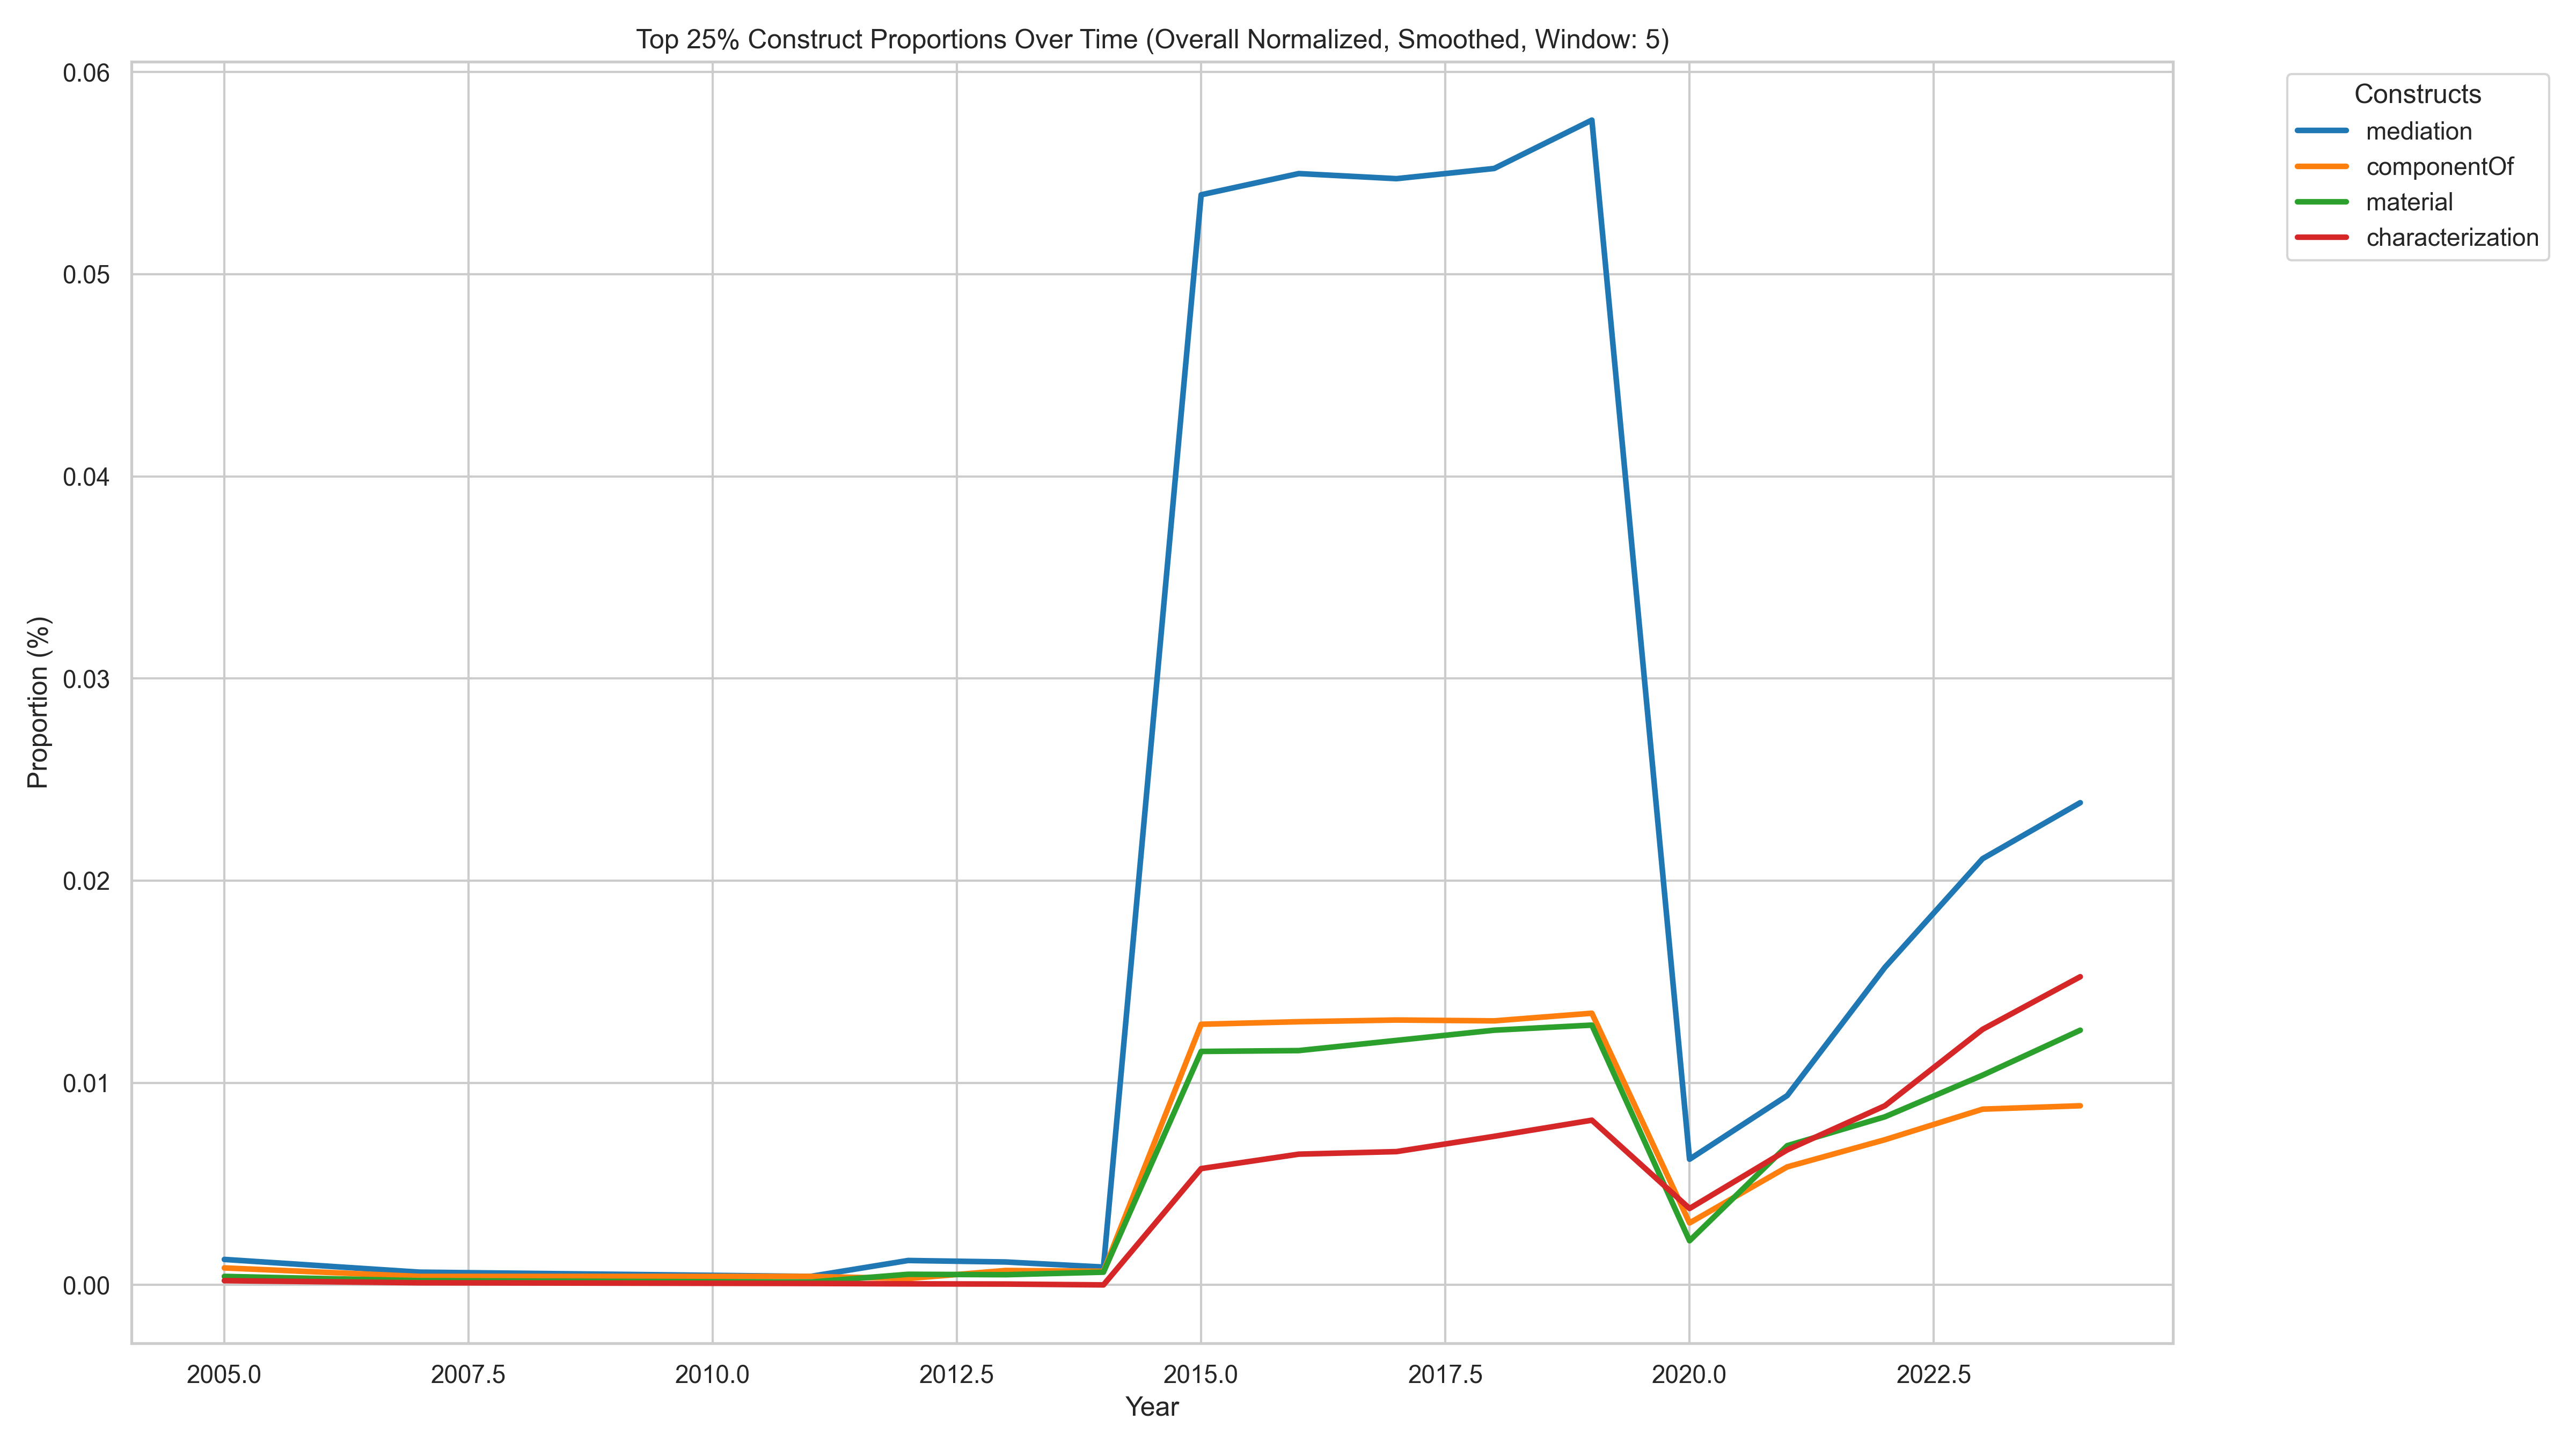 Top 25% Construct Proportions Over Time (Overall Normalized, Smoothed, Window: 5)
Constructs
mediation
componentOf
material
characterization
Proportion (%)
0.06
0.05
0.04
0.03
0.02
0.01
0.00
2005.0 2007.5 2010.0 2012.5 2015.0 2017.5 2020.0 2022.5
Year